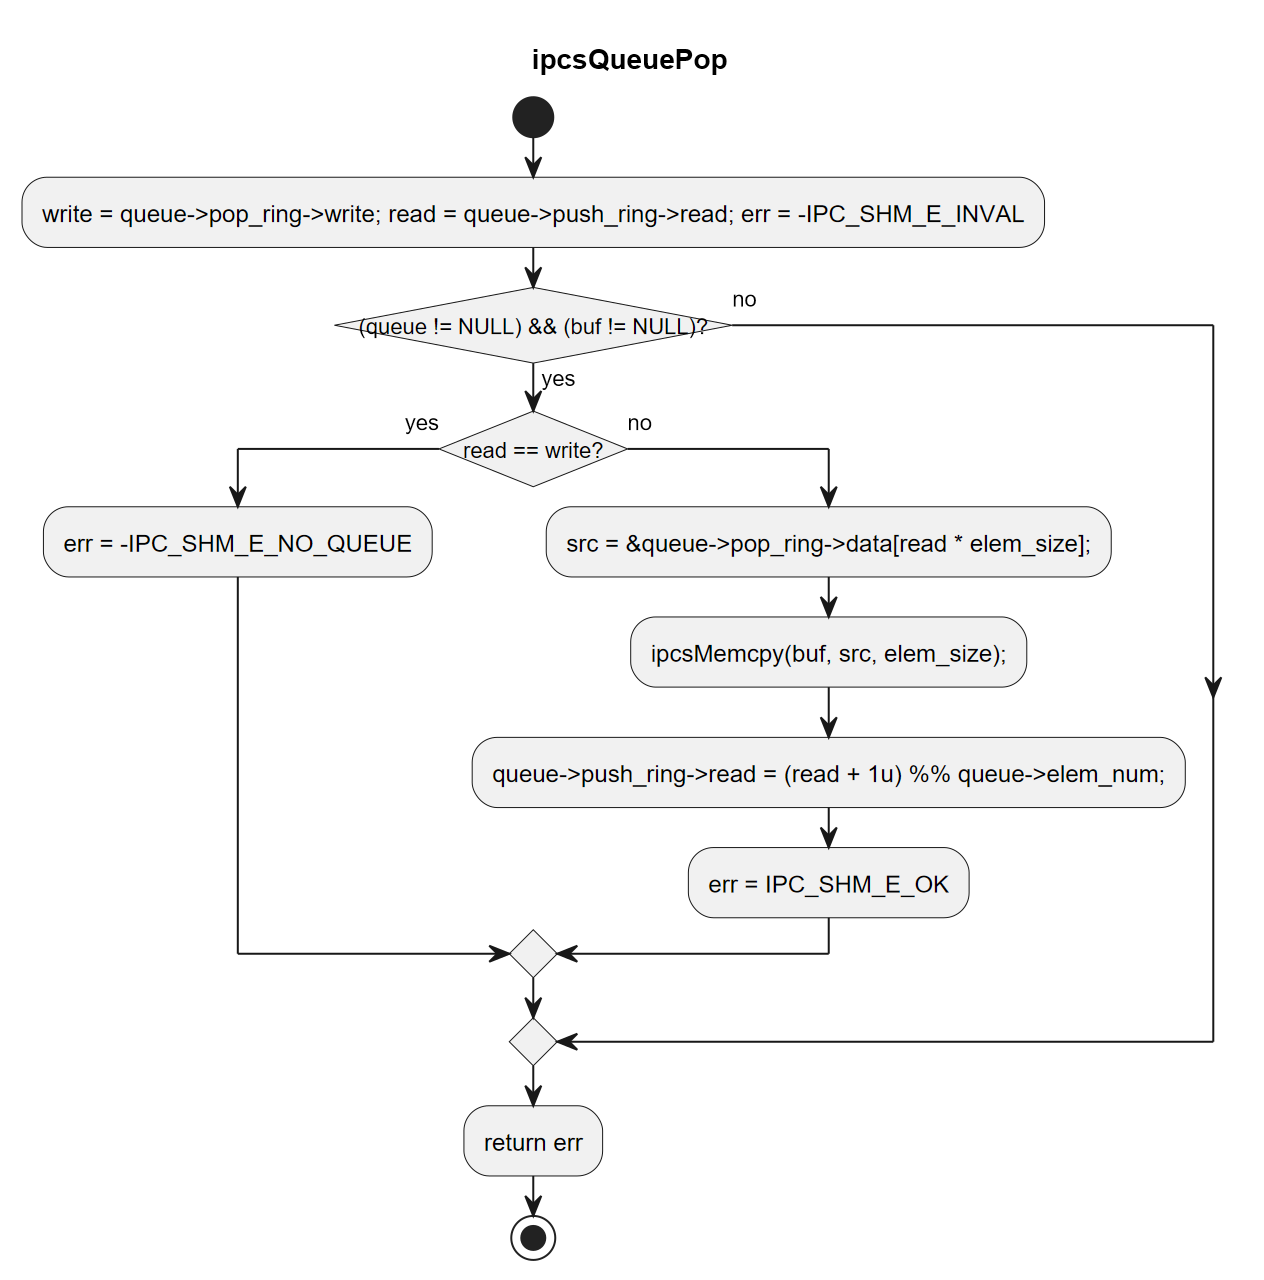 ipcsQueuePop
write = queue->pop_ring->write; read = queue->push_ring->read; err = -IPC_SHM_E_INVAL
(queue != NULL) && (buf != NULL)?
no
yes
read == write?
yes
no
err = -IPC_SHM_E_NO_QUEUE
src = &queue->pop_ring->data[read * elem_size];
ipcsMemcpy(buf, src, elem_size);
queue->push_ring->read = (read + 1u) %% queue->elem_num;
err = IPC_SHM_E_OK
return err